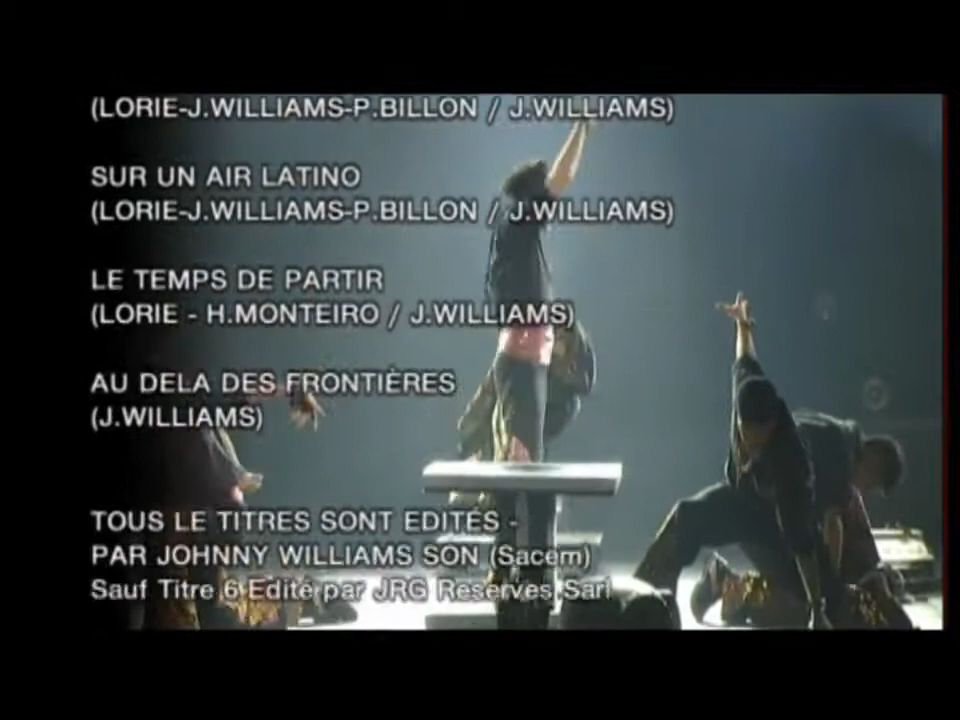 (LORIE-J.WILLIAMS-P.BILLON / J.WILLIAMS)
SUR UN AIR LATINO
(LORIE-J.WILLIAMS-P.BILLON / J.WILLIAMS)
LE TEMPS DE PARTIR
(LORIE - H.MONTEIRO / J.WILLIAMS)
AU DELA DES FRONTIÈRES
(J.WILLIAMS)
TOUS LE TITRES SONT EDITÉS -
PAR JOHNNY WILLIAMS SON (Sacem)
Sauf Titre 6 Edité par JRG Reserves Sarl